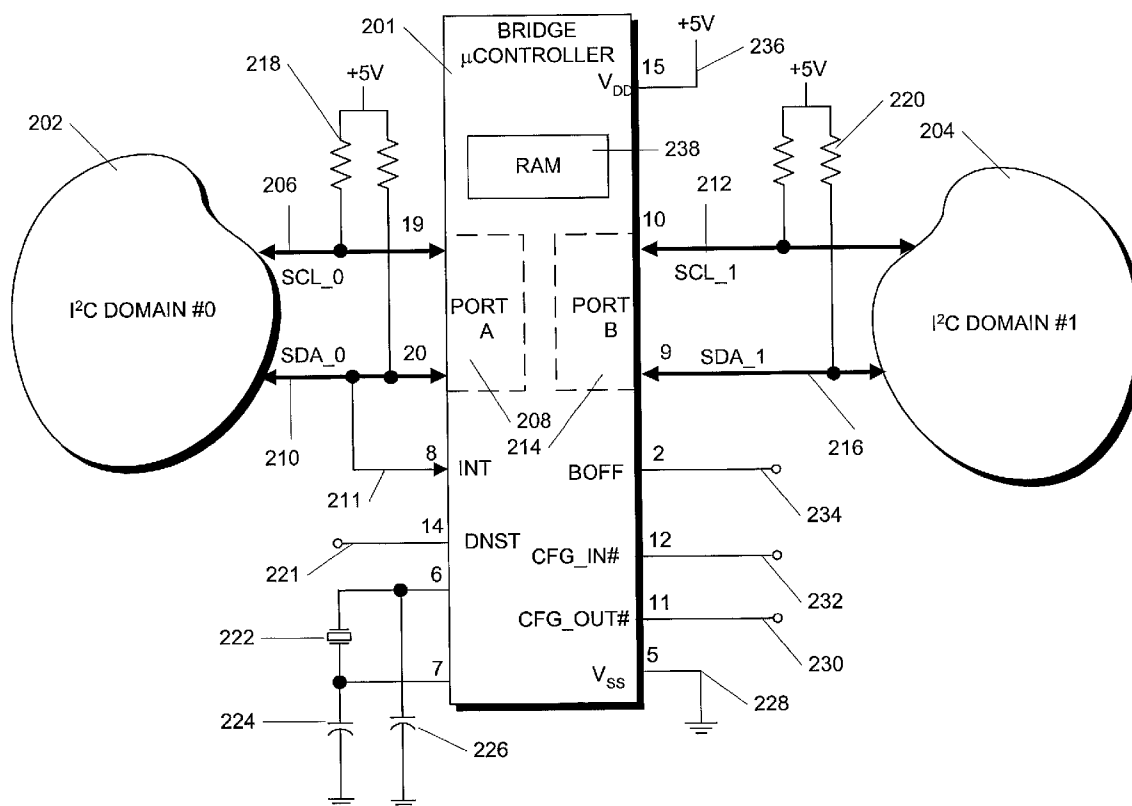 201
BRIDGE
μCONTROLLER
+5V
236
15
VDD
218
+5V
+5V
220
202
204
RAM
238
206
19
212
10
SCL_0
SCL_1
I²C DOMAIN #0
PORT
A
PORT
B
I²C DOMAIN #1
SDA_0
20
9
SDA_1
208
210
214
216
8
INT
2
BOFF
211
234
14
DNST
12
CFG_IN#
221
232
6
11
CFG_OUT#
222
230
7
5
VSS
224
226
228